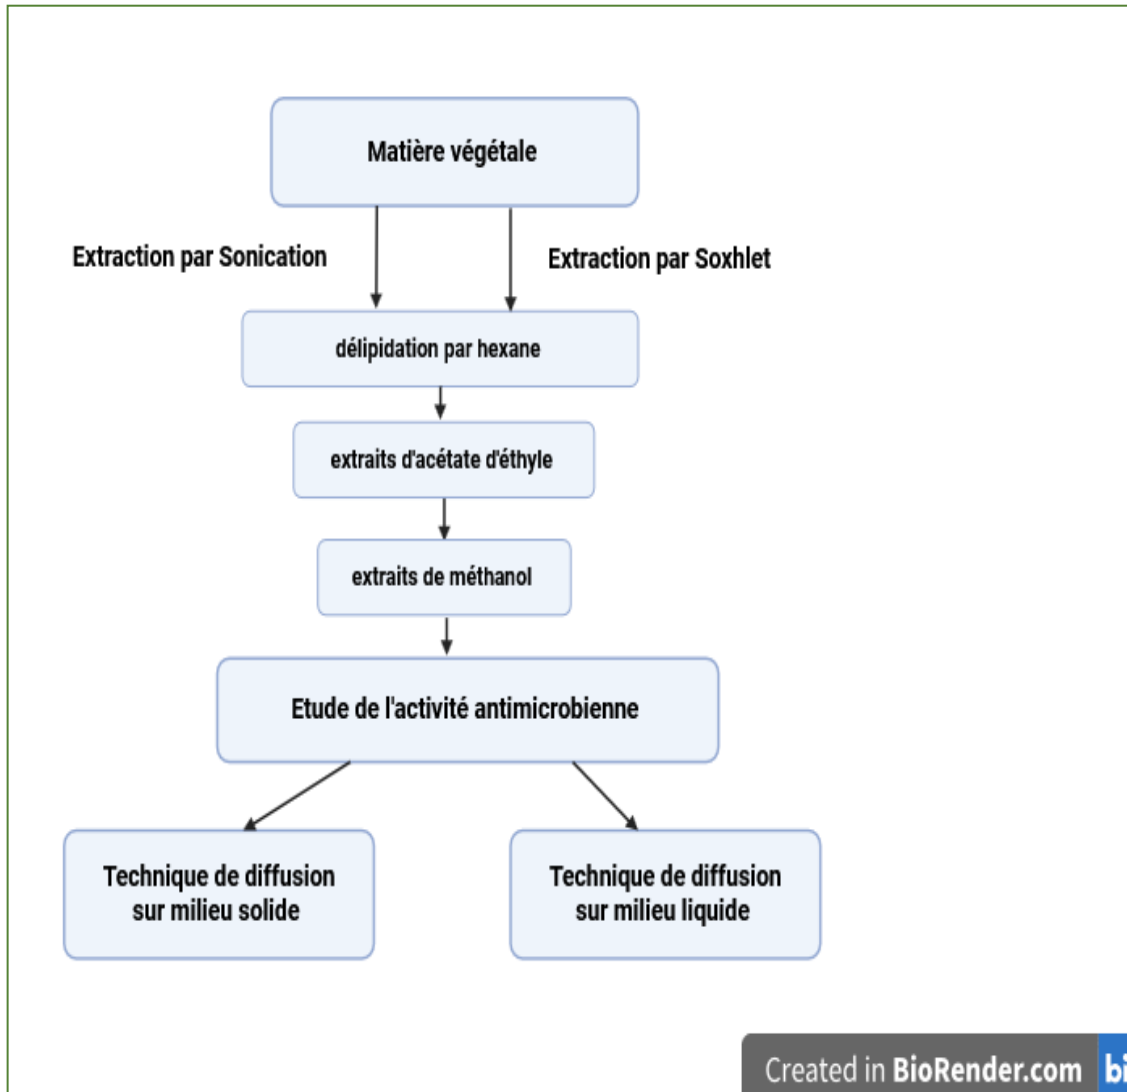 Matière végétale
Extraction par Sonication
Extraction par Soxhlet
délipidation par hexane
extraits d'acétate d'éthyle
extraits de méthanol
Etude de l'activité antimicrobienne
Technique de diffusion
sur milieu solide
Technique de diffusion
sur milieu liquide
Created in BioRender.com bi